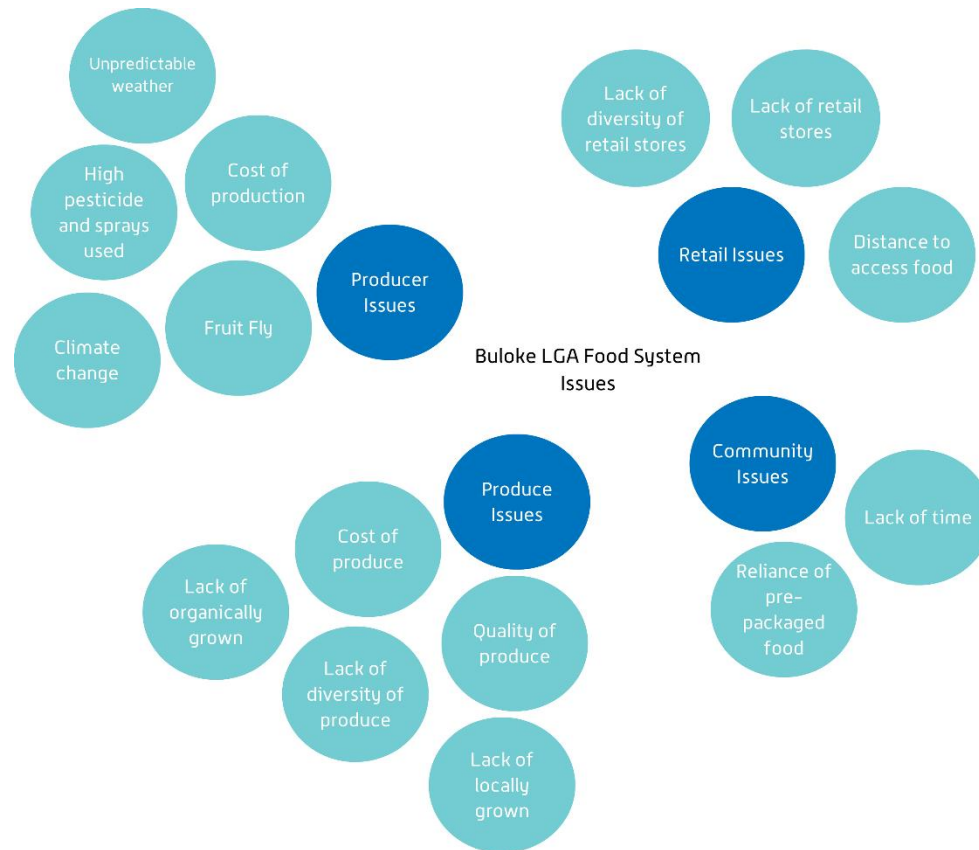 Unpredictable
weather
Cost of
production
High
pesticide
and sprays
used
Producer
Issues
Fruit Fly
Climate
change
Lack of
diversity of
retail stores
Lack of retail
stores
Retail Issues
Distance to
access food
Buloke LGA Food System
Issues
Produce
Issues
Cost of
produce
Lack of
organically
grown
Quality of
produce
Lack of
diversity of
produce
Lack of
locally
grown
Community
Issues
Lack of time
Reliance of
pre-
packaged
food